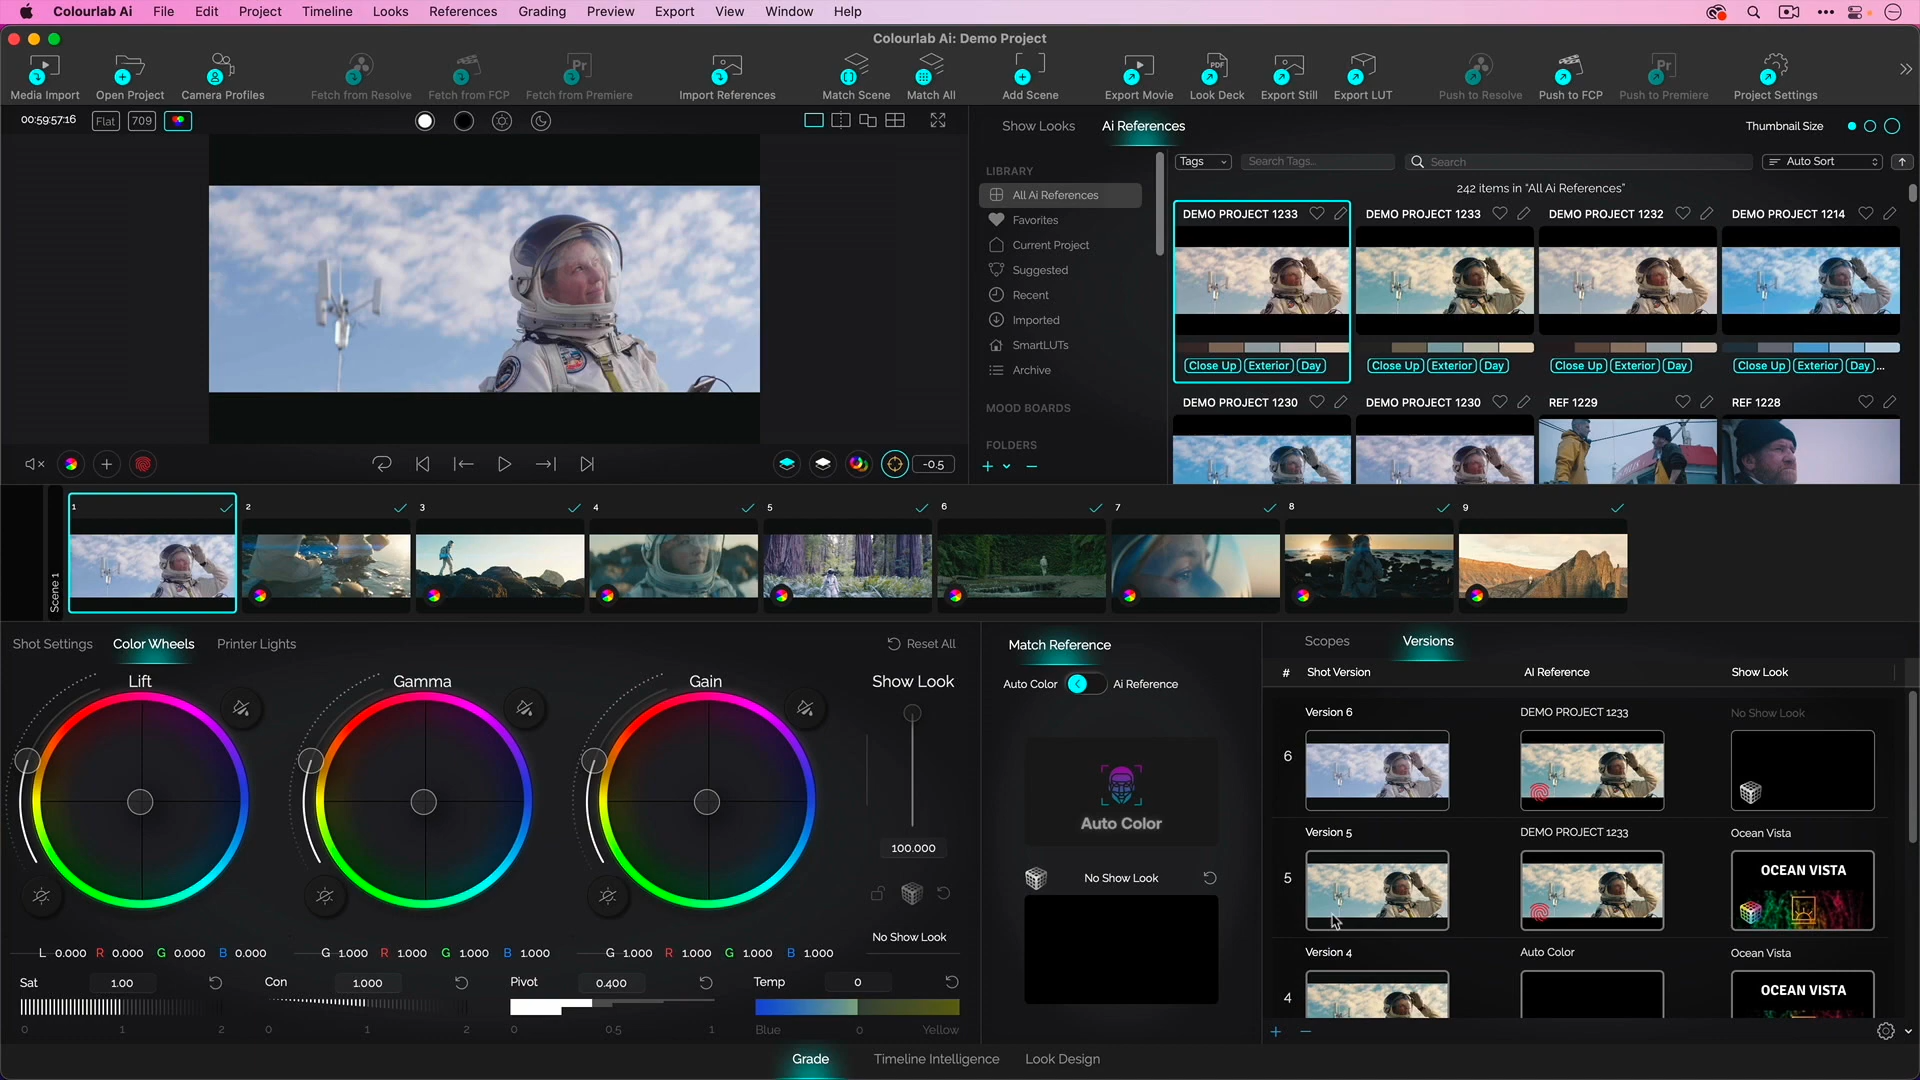 Colourlab Ai File Edit Project Timeline Looks References Grading Preview Export View Window Help
Colourlab Ai: Demo Project
Media Import Open Project Camera Profiles Fetch from Resolve Fetch from FCP Fetch from Premiere Import References Match Scene Match All Add Scene Export Movie Look Deck Export Still Export LUT Push to Resolve Push to FCP Push to Premiere Project Settings
00:59:57:16 Flat 709
Show Looks Ai References Thumbnail Size
LIBRARY
All Ai References
Favorites
Current Project
Suggested
Recent
Imported
SmartLUTs
Archive
MOOD BOARDS
FOLDERS
Tags Search Tags... Search Auto Sort
242 items in "All Ai References"
DEMO PROJECT 1233 DEMO PROJECT 1233 DEMO PROJECT 1232 DEMO PROJECT 1214
Close Up Exterior Day Close Up Exterior Day Close Up Exterior Day Close Up Exterior Day ...
DEMO PROJECT 1230 DEMO PROJECT 1230 REF 1229 REF 1228
-0.5
Scene 1
1 2 3 4 5 6 7 8 9
Shot Settings Color Wheels Printer Lights Reset All
Lift Gamma Gain Show Look
100.000
No Show Look
L 0.000 R 0.000 G 0.000 B 0.000 G 1.000 R 1.000 G 1.000 B 1.000 G 1.000 R 1.000 G 1.000 B 1.000
Sat 1.00 Con 1.000 Pivot 0.400 Temp 0
0 1 2 0 1 2 0 0.5 1 Blue 0 Yellow
Match Reference
Auto Color Ai Reference
Auto Color
No Show Look
Scopes Versions
# Shot Version AI Reference Show Look
Version 6 DEMO PROJECT 1233 No Show Look
6
Version 5 DEMO PROJECT 1233 Ocean Vista
5 OCEAN VISTA
Version 4 Auto Color Ocean Vista
4 OCEAN VISTA
Grade Timeline Intelligence Look Design